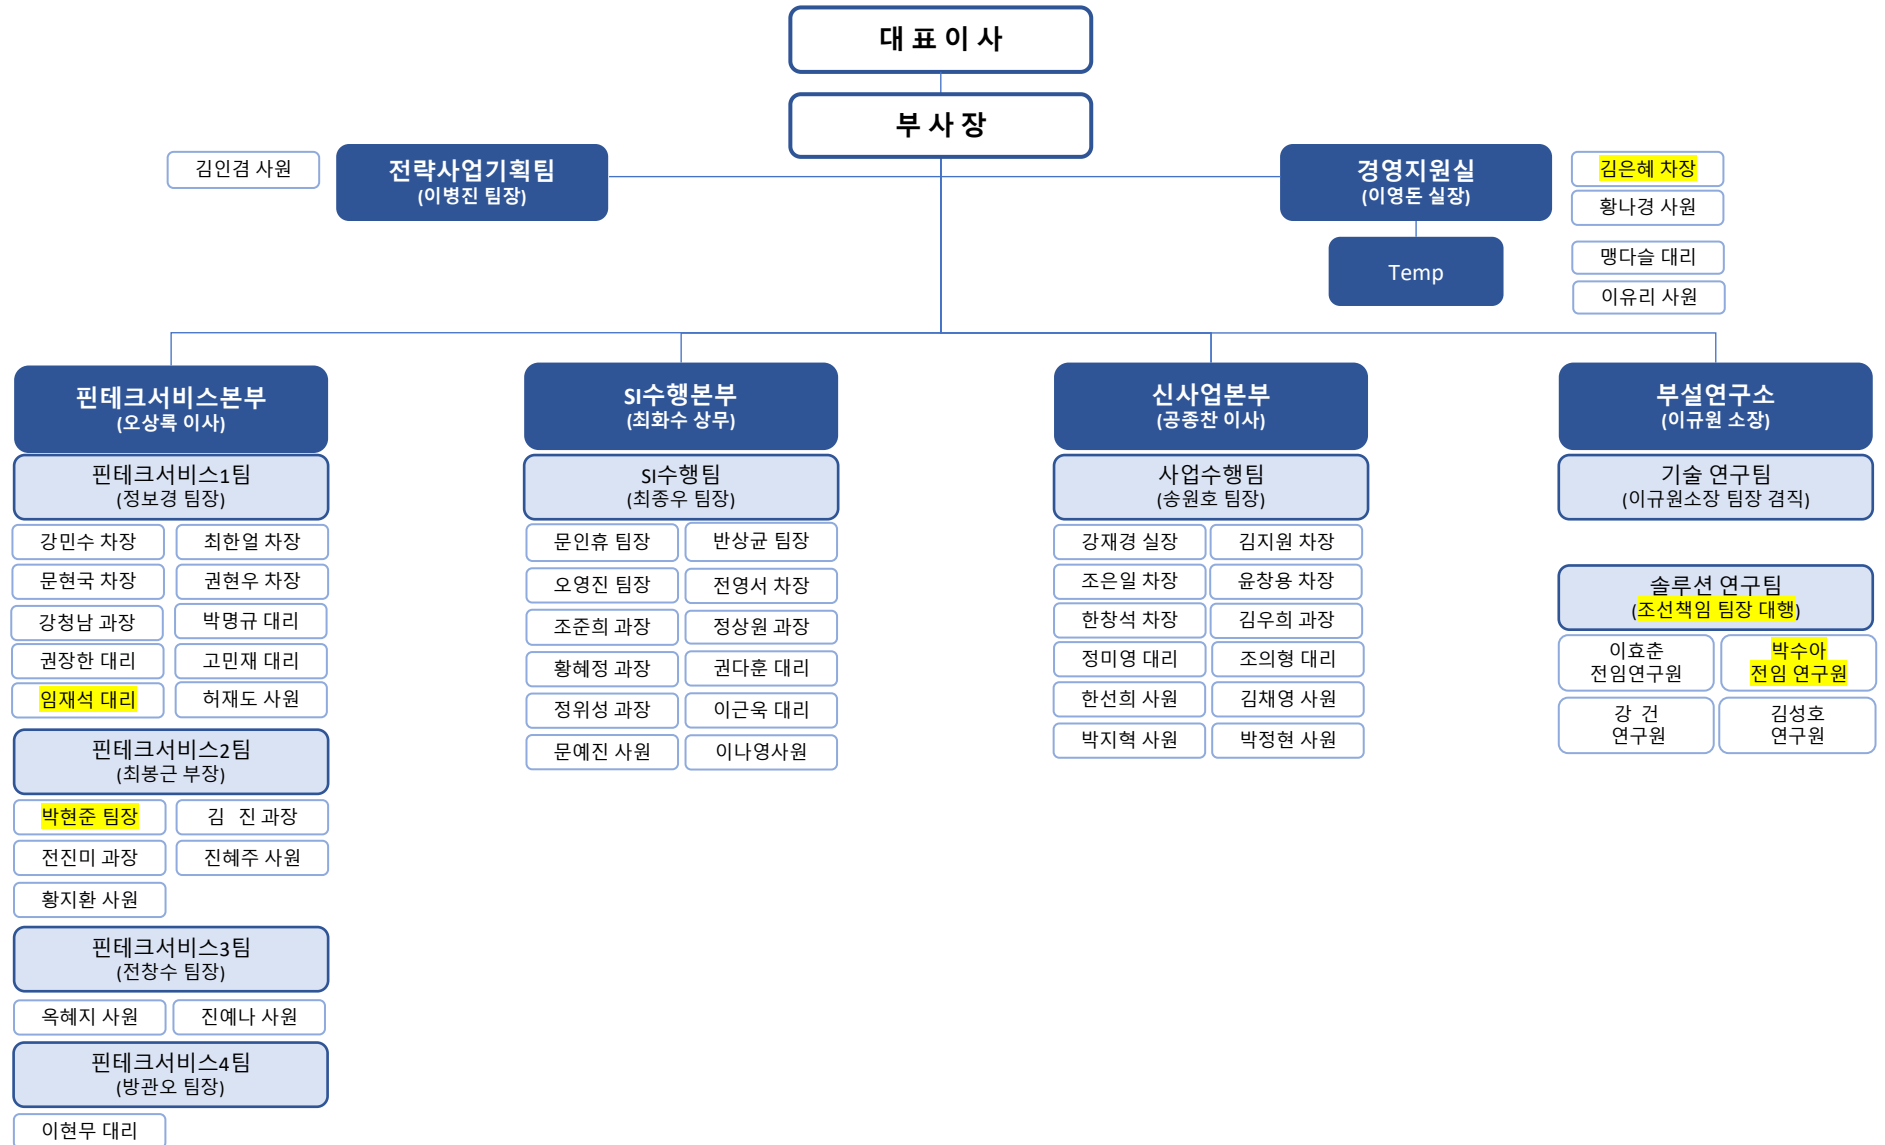 대 표 이 사
부 사 장
김인겸 사원
전략사업기획팀
(이병진 팀장)
경영지원실
(이영돈 실장)
김은혜 차장
황나경 사원
Temp
맹다슬 대리
이유리 사원
핀테크서비스본부
(오상록 이사)
핀테크서비스1팀
(정보경 팀장)
강민수 차장
최한얼 차장
문현국 차장
권현우 차장
강청남 과장
박명규 대리
권장한 대리
고민재 대리
임재석 대리
허재도 사원
핀테크서비스2팀
(최봉근 부장)
박현준 팀장
김 진 과장
전진미 과장
진혜주 사원
황지환 사원
핀테크서비스3팀
(전창수 팀장)
옥혜지 사원
진예나 사원
핀테크서비스4팀
(방관오 팀장)
이현무 대리
SI수행본부
(최화수 상무)
SI수행팀
(최종우 팀장)
문인휴 팀장
반상균 팀장
오영진 팀장
전영서 차장
조준희 과장
정상원 과장
황혜정 과장
권다훈 대리
정위성 과장
이근욱 대리
문예진 사원
이나영사원
신사업본부
(공종찬 이사)
사업수행팀
(송원호 팀장)
강재경 실장
김지원 차장
조은일 차장
윤창용 차장
한창석 차장
김우희 과장
정미영 대리
조의형 대리
한선희 사원
김채영 사원
박지혁 사원
박정현 사원
부설연구소
(이규원 소장)
기술 연구팀
(이규원소장 팀장 겸직)
솔루션 연구팀
(조선책임 팀장 대행)
이효춘
전임연구원
박수아
전임 연구원
강 건
연구원
김성호
연구원